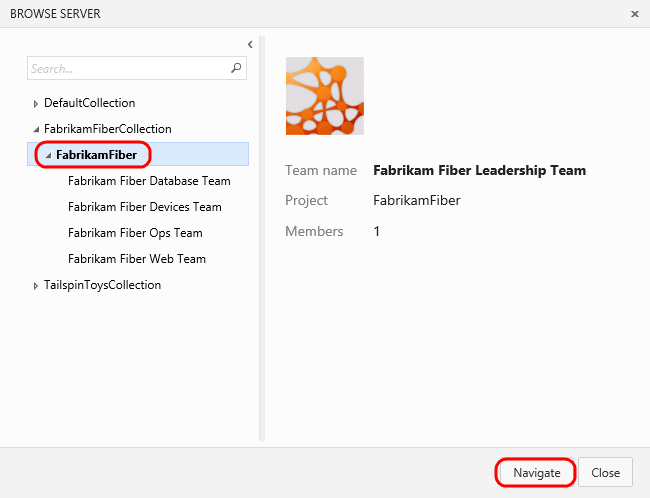 BROWSE SERVER
Search...
DefaultCollection
FabrikamFiberCollection
FabrikamFiber
Fabrikam Fiber Database Team
Fabrikam Fiber Devices Team
Fabrikam Fiber Ops Team
Fabrikam Fiber Web Team
TailspinToysCollection
Team name Fabrikam Fiber Leadership Team
Project FabrikamFiber
Members 1
Navigate Close